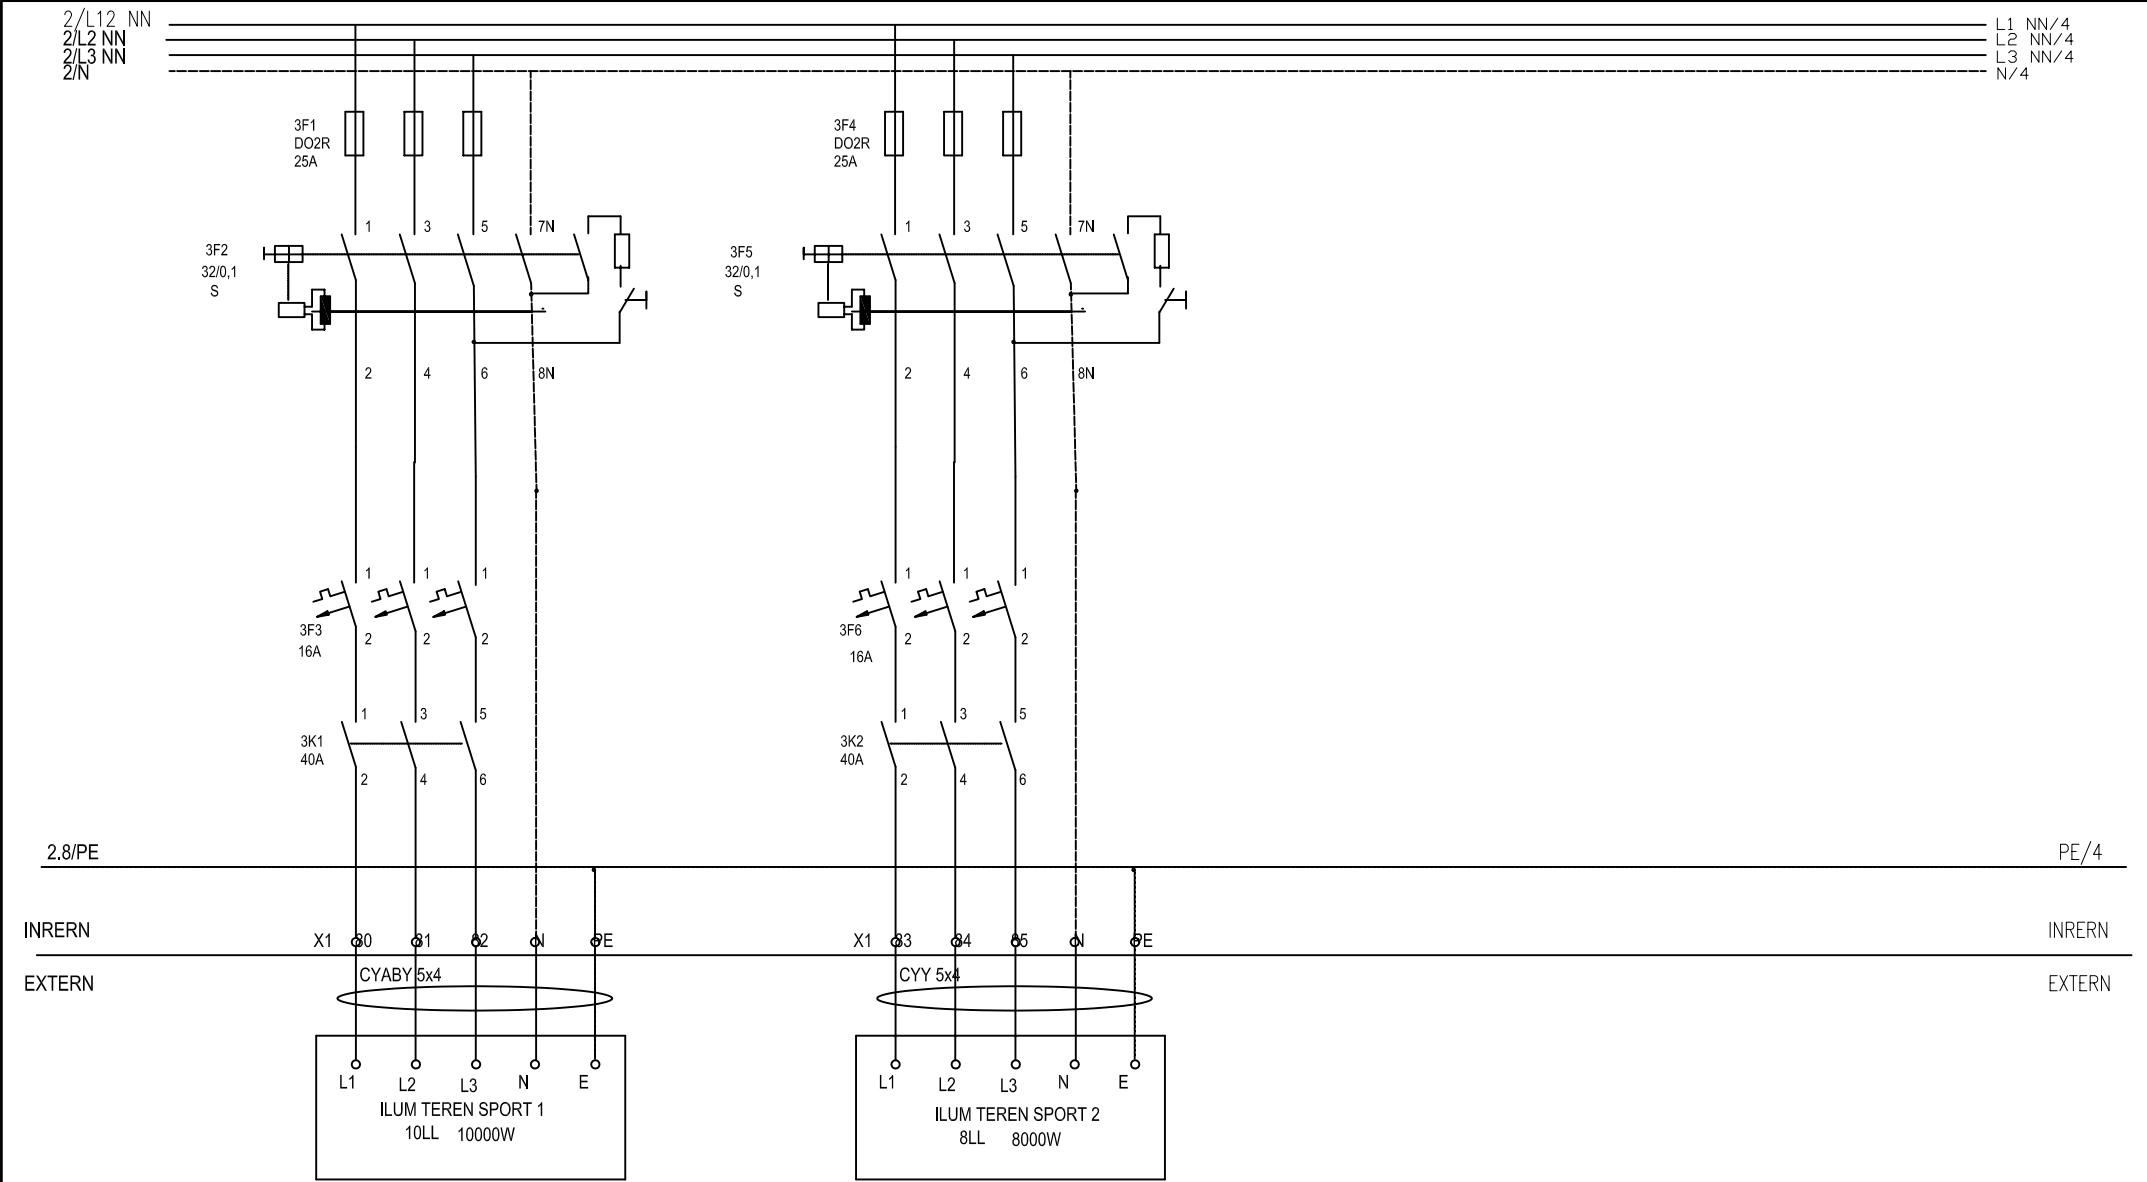 2/L12 NN
L1 NN/4
2/L2 NN
L2 NN/4
2/L3 NN
L3 NN/4
2/N
N/4
3F1
DO2R
25A
3F4
DO2R
25A
1 3 5 7N
1 3 5 7N
3F2
32/0,1
S
3F5
32/0,1
S
2 4 6 8N
2 4 6 8N
1 1 1
1 1 1
3F3
16A
2 2 2
3F6
16A
2 2 2
1 3 5
1 3 5
3K1
40A
3K2
40A
2 4 6
2 4 6
2.8/PE
PE/4
INRERN
INRERN
X1 80 81 82 N PE
X1 83 84 85 N PE
EXTERN
EXTERN
CYABY 5x4
CYY 5x4
L1 L2 L3 N E
L1 L2 L3 N E
ILUM TEREN SPORT 1
10LL 10000W
ILUM TEREN SPORT 2
8LL 8000W